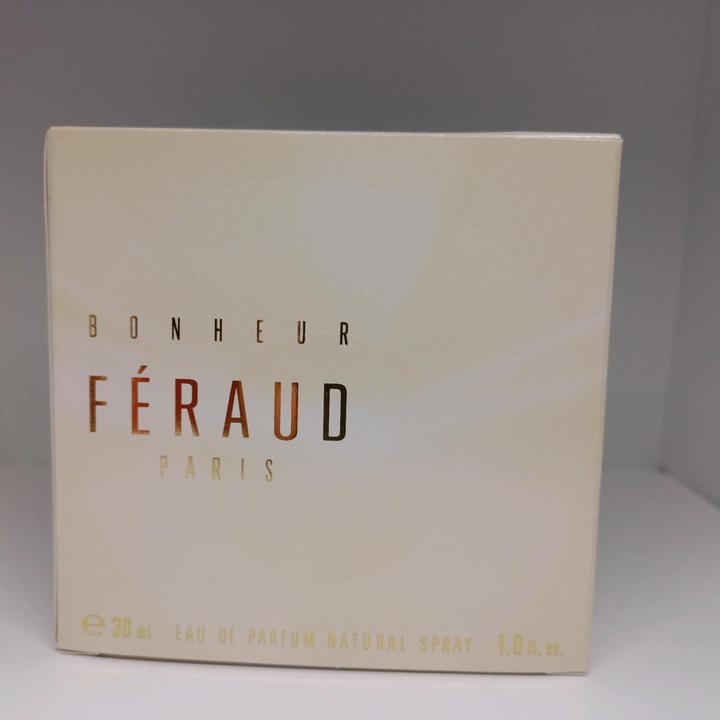 BONHEUR
FÉRAUD
PARIS
℮ 30 ml EAU DE PARFUM NATURAL SPRAY 1.0 fl. oz.